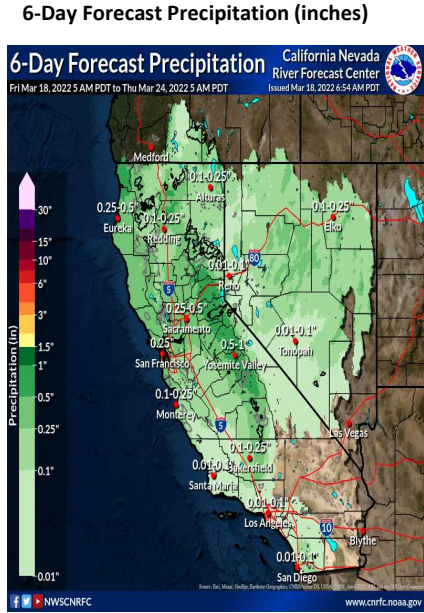 6-Day Forecast Precipitation (inches)
6-Day Forecast Precipitation
California Nevada
River Forecast Center
Fri Mar 18, 2022 5 AM PDT to Thu Mar 24, 2022 5 AM PDT
Issued Mar 18, 2022 6:54 AM PDT
Medford
0.1-0.25"
Alturas
0.25-0.5"
Eureka
0.1-0.25"
Redding
0.1-0.25"
Elko
80
0.01-0.1"
Reno
5
0.25-0.5"
Sacramento
0.01-0.1"
Tonopah
0.5-1"
Yosemite Valley
0.25"
San Francisco
0.1-0.25"
Monterey
5
Las Vegas
0.1-0.25"
Bakersfield
0.01-0.1"
Santa Maria
0.01-0.1"
Los Angeles
10
Blythe
0.01-0.1"
San Diego
Precipitation (in)
30"
15"
10"
6"
3"
1.5"
1"
0.5"
0.25"
0.1"
0.01"
NWSCNRFC
www.cnrfc.noaa.gov